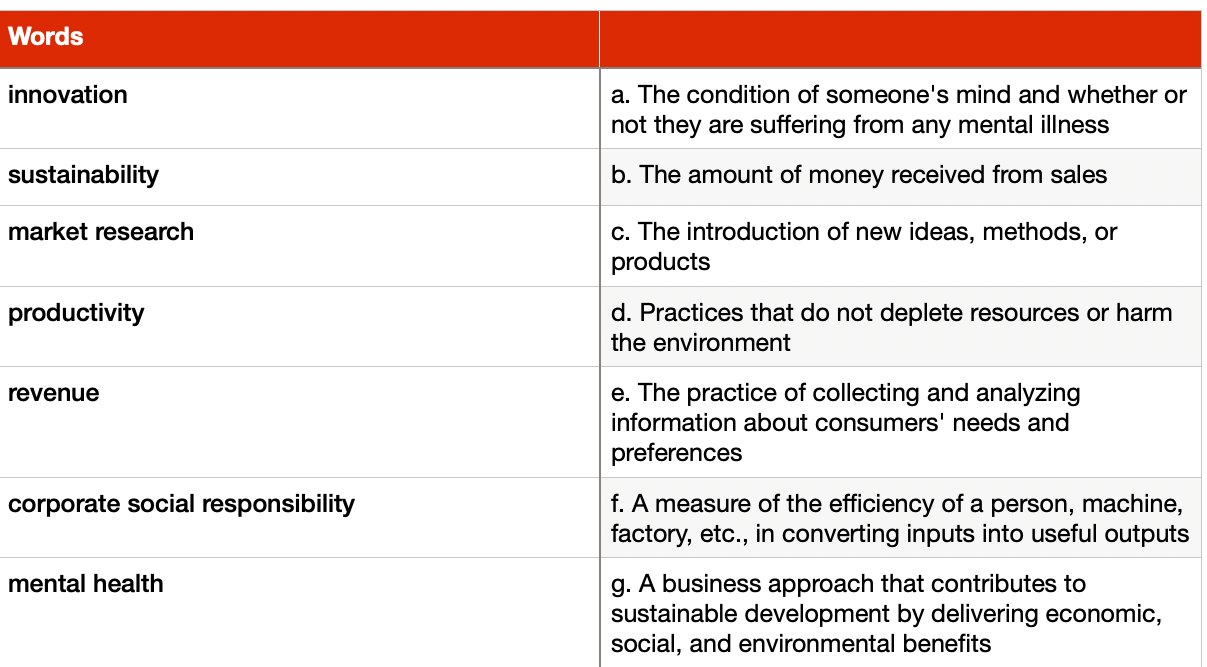 Words
innovation
a. The condition of someone's mind and whether or
not they are suffering from any mental illness
sustainability
b. The amount of money received from sales
market research
c. The introduction of new ideas, methods, or
products
productivity
d. Practices that do not deplete resources or harm
the environment
revenue
e. The practice of collecting and analyzing
information about consumers' needs and
preferences
corporate social responsibility
f. A measure of the efficiency of a person, machine,
factory, etc., in converting inputs into useful outputs
mental health
g. A business approach that contributes to
sustainable development by delivering economic,
social, and environmental benefits